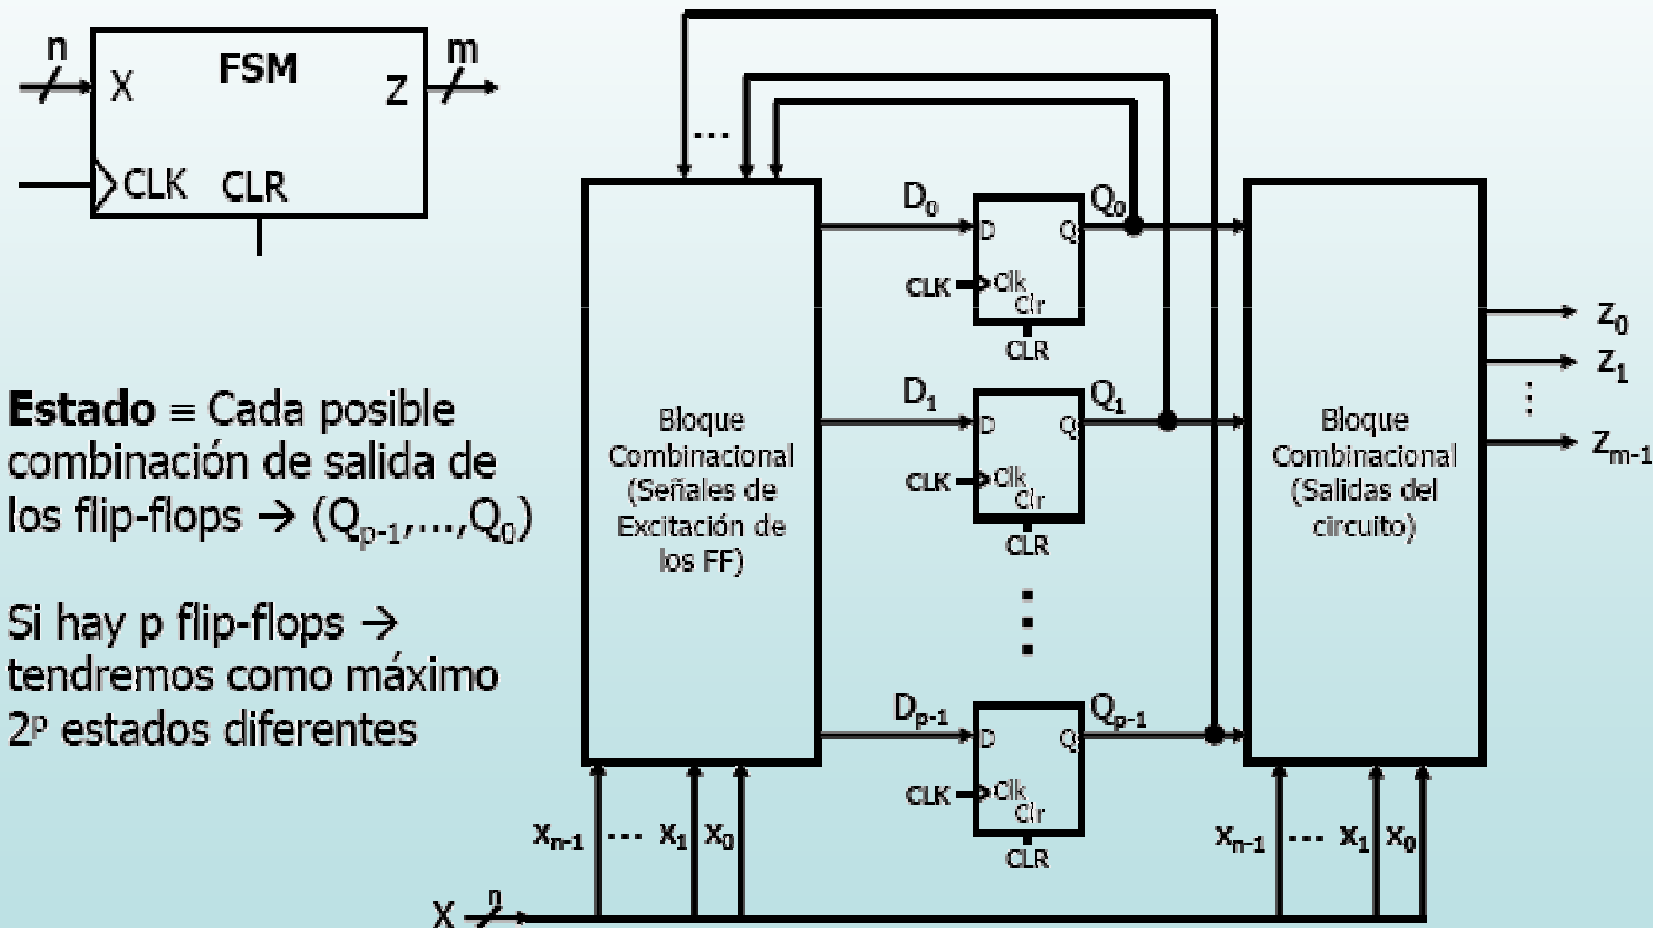 n
FSM
m
X
Z
CLK
CLR
Estado ≡ Cada posible
combinación de salida de
los flip-flops → (Qp-1,...,Q0)
Si hay p flip-flops →
tendremos como máximo
2p estados diferentes
...
Bloque
Combinacional
(Señales de
Excitación de
los FF)
D0
D
Q
Q0
CLK
Clk
Clr
CLR
D1
D
Q
Q1
CLK
Clk
Clr
CLR
Dp-1
D
Q
Qp-1
CLK
Clk
Clr
CLR
Bloque
Combinacional
(Salidas del
circuito)
z0
z1
zm-1
xn-1 ... x1 x0
xn-1 ... x1 x0
X n